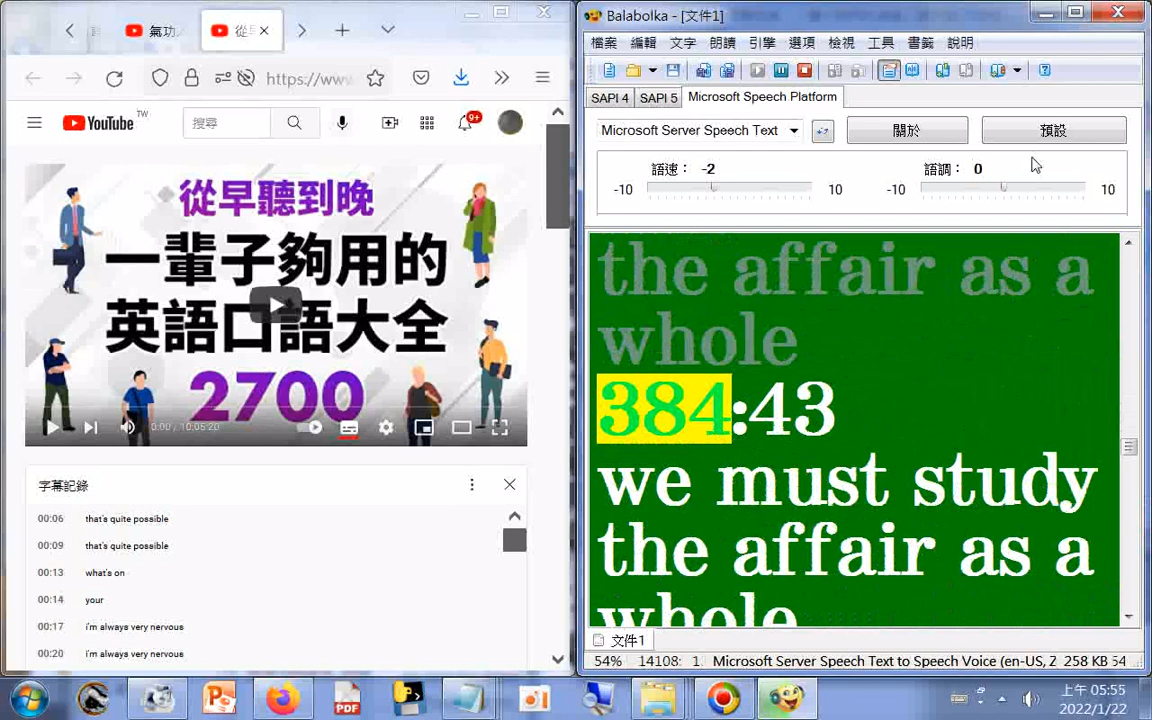 氣功
從
https://www
YouTube TW
搜尋
9+
從早聽到晚
一輩子夠用的
英語口語大全
2700
0:00 / 10:05:20
字幕記錄
00:06 that's quite possible
00:09 that's quite possible
00:13 what's on
00:14 your
00:17 i'm always very nervous
00:20 i'm always very nervous
Balabolka - [文件1]
檔案 編輯 文字 朗讀 引擎 選項 檢視 工具 書籤 說明
SAPI 4 SAPI 5 Microsoft Speech Platform
Microsoft Server Speech Text 關於 預設
語速： -2 語調： 0
-10 10 -10 10
the affair as a
whole
384:43
we must study
the affair as a
whole
文件1
54% 14108: 1. Microsoft Server Speech Text to Speech Voice (en-US, Z 258 KB 54
PDF
上午 05:55
2022/1/22